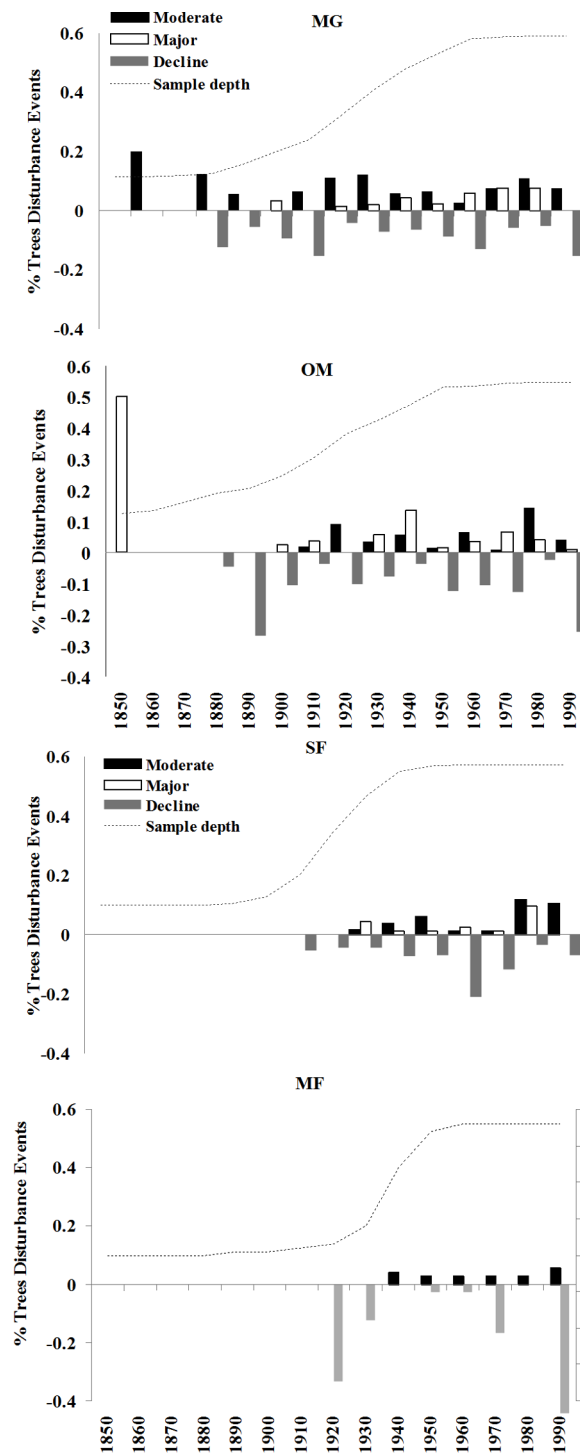 MG
Moderate
Major
Decline
Sample depth
% Trees Disturbance Events
0.6
0.4
0.2
0
-0.2
-0.4
OM
% Trees Disturbance Events
0.6
0.5
0.4
0.3
0.2
0.1
0
-0.1
-0.2
-0.3
-0.4
1850 1860 1870 1880 1890 1900 1910 1920 1930 1940 1950 1960 1970 1980 1990
SF
Moderate
Major
Decline
Sample depth
% Trees Disturbance Events
0.6
0.4
0.2
0
-0.2
-0.4
MF
% Trees Disturbance Events
0.6
0.4
0.2
0
-0.2
-0.4
1850 1860 1870 1880 1890 1900 1910 1920 1930 1940 1950 1960 1970 1980 1990